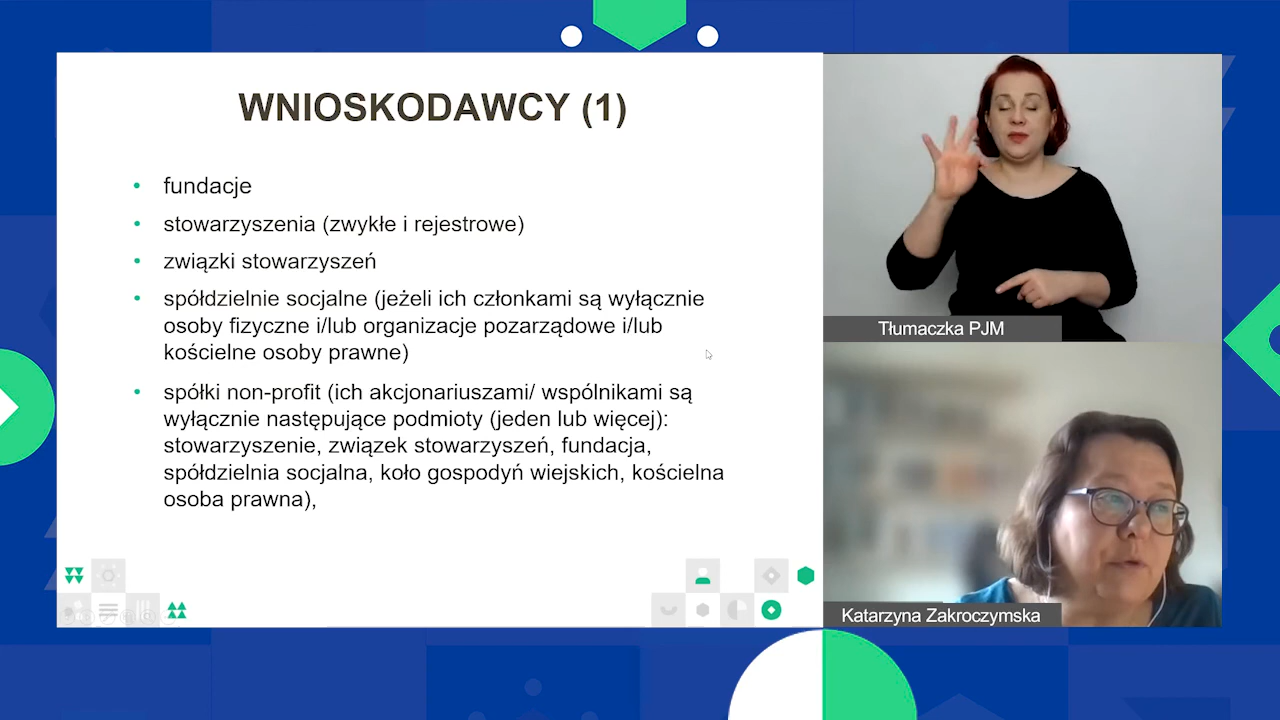 WNIOSKODAWCY (1)
• fundacje
• stowarzyszenia (zwykłe i rejestrowe)
• związki stowarzyszeń
• spółdzielnie socjalne (jeżeli ich członkami są wyłącznie
osoby fizyczne i/lub organizacje pozarządowe i/lub
kościelne osoby prawne)
• spółki non-profit (ich akcjonariuszami/ wspólnikami są
wyłącznie następujące podmioty (jeden lub więcej):
stowarzyszenie, związek stowarzyszeń, fundacja,
spółdzielnia socjalna, koło gospodyń wiejskich, kościelna
osoba prawna),
Tłumaczka PJM
Katarzyna Zakroczymska